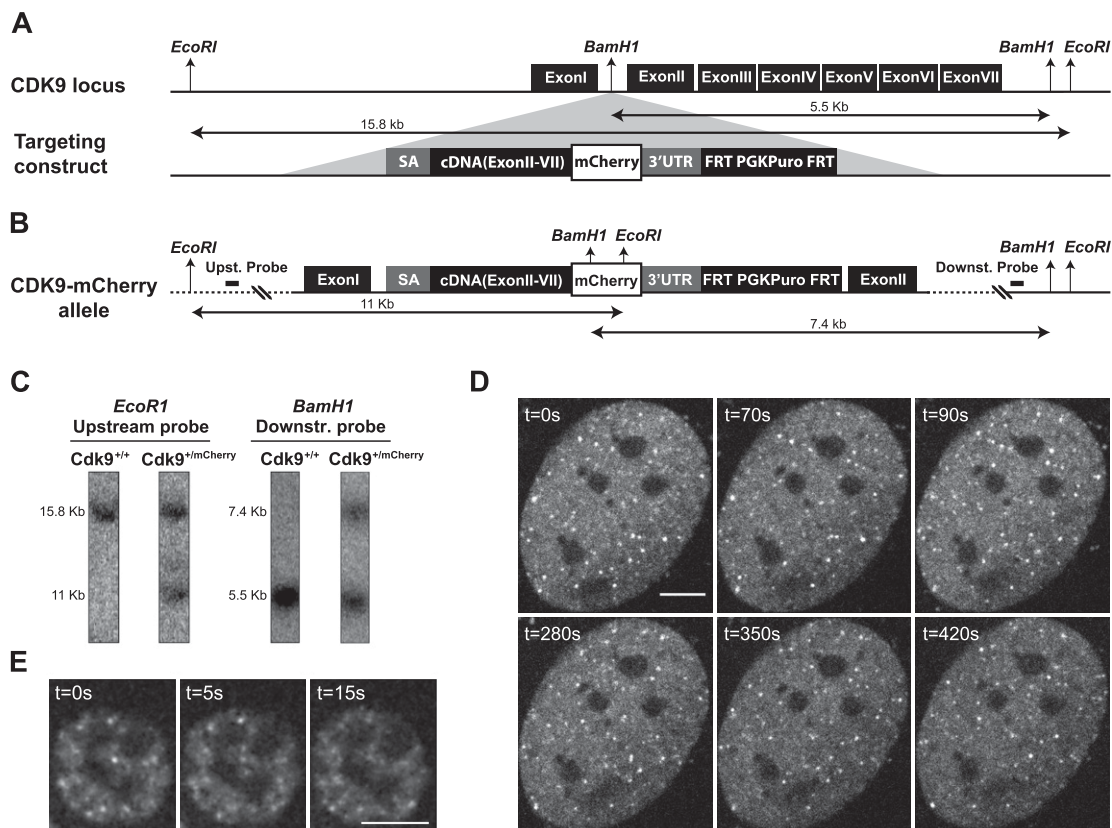 A
EcoRI BamH1 BamH1 EcoRI
CDK9 locus ExonI ExonII ExonIII ExonIV ExonV ExonVI ExonVII
5.5 Kb
15.8 kb
Targeting
construct
SA cDNA(ExonII-VII) mCherry 3'UTR FRT PGKPuro FRT
B
EcoRI BamH1 EcoRI BamH1 EcoRI
Upst. Probe Downst. Probe
CDK9-mCherry
allele
ExonI SA cDNA(ExonII-VII) mCherry 3'UTR FRT PGKPuro FRT ExonII
11 Kb
7.4 kb
C
EcoR1
Upstream probe
Cdk9+/+ Cdk9+/mCherry
15.8 Kb
11 Kb
BamH1
Downstr. probe
Cdk9+/+ Cdk9+/mCherry
7.4 Kb
5.5 Kb
D
t=0s t=70s t=90s
t=280s t=350s t=420s
E
t=0s t=5s t=15s